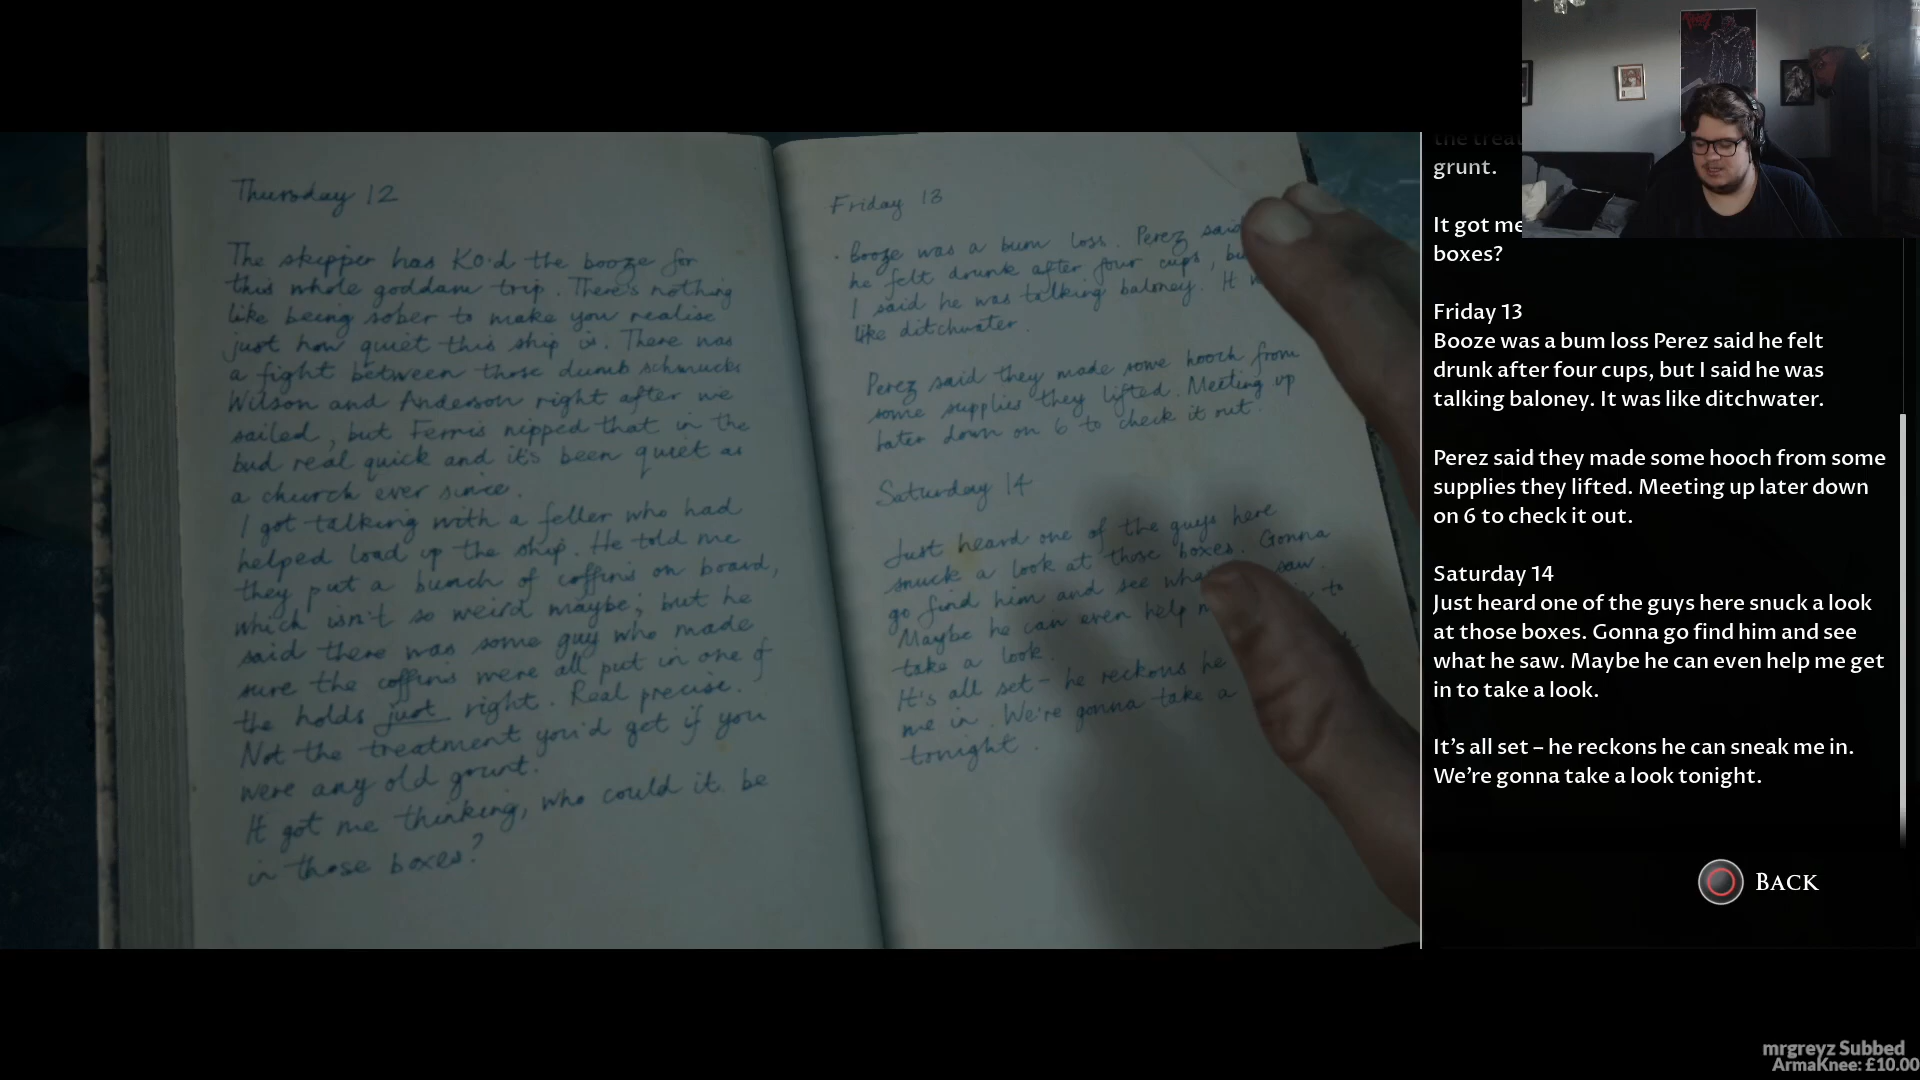 Thursday 12
The skipper has KO'd the booze for
this whole goddam trip. There's nothing
like being sober to make you realise
just how quiet this ship is. There was
a fight between those dumb schmucks
Wilson and Anderson right after we
sailed, but Ferris nipped that in the
bud real quick and it's been quiet as
a church ever since.
I got talking with a feller who had
helped load up the ship. He told me
they put a bunch of coffins on board,
which isn't so weird maybe; but he
said there was some guy who made
sure the coffins were all put in one of
the holds just right. Real precise.
Not the treatment you'd get if you
were any old grunt.
It got me thinking, who could it be
in those boxes?
Friday 13
Booze was a bum loss. Perez said
he felt drunk after four cups, bu
I said he was talking baloney. It w
like ditchwater.
Perez said they made some hooch from
some supplies they lifted. Meeting up
later down on 6 to check it out.
Saturday 14
Just heard one of the guys here
snuck a look at those boxes. Gonna
go find him and see wha saw.
Maybe he can even help m to
take a look.
It's all set - he reckons he
me in. We're gonna take a
tonight.
the treat
grunt.
It got me
boxes?
Friday 13
Booze was a bum loss Perez said he felt
drunk after four cups, but I said he was
talking baloney. It was like ditchwater.
Perez said they made some hooch from some
supplies they lifted. Meeting up later down
on 6 to check it out.
Saturday 14
Just heard one of the guys here snuck a look
at those boxes. Gonna go find him and see
what he saw. Maybe he can even help me get
in to take a look.
It's all set – he reckons he can sneak me in.
We're gonna take a look tonight.
BACK
mrgreyz Subbed
ArmaKnee: £10.00